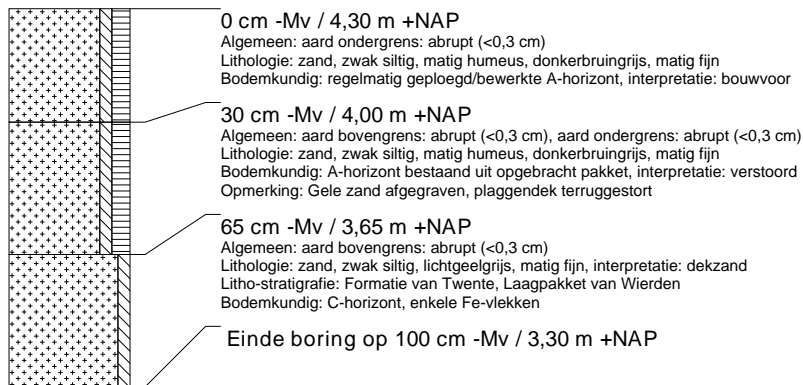 0 cm -Mv / 4,30 m +NAP
Algemeen: aard ondergrens: abrupt (<0,3 cm)
Lithologie: zand, zwak siltig, matig humeus, donkerbruingrijs, matig fijn
Bodemkundig: regelmatig geploegd/bewerkte A-horizont, interpretatie: bouwvoor
30 cm -Mv / 4,00 m +NAP
Algemeen: aard bovengrens: abrupt (<0,3 cm), aard ondergrens: abrupt (<0,3 cm)
Lithologie: zand, zwak siltig, matig humeus, donkerbruingrijs, matig fijn
Bodemkundig: A-horizont bestaand uit opgebracht pakket, interpretatie: verstoord
Opmerking: Gele zand afgegraven, plaggendek terruggestort
65 cm -Mv / 3,65 m +NAP
Algemeen: aard bovengrens: abrupt (<0,3 cm)
Lithologie: zand, zwak siltig, lichtgeelgrijs, matig fijn, interpretatie: dekzand
Litho-stratigrafie: Formatie van Twente, Laagpakket van Wierden
Bodemkundig: C-horizont, enkele Fe-vlekken
Einde boring op 100 cm -Mv / 3,30 m +NAP